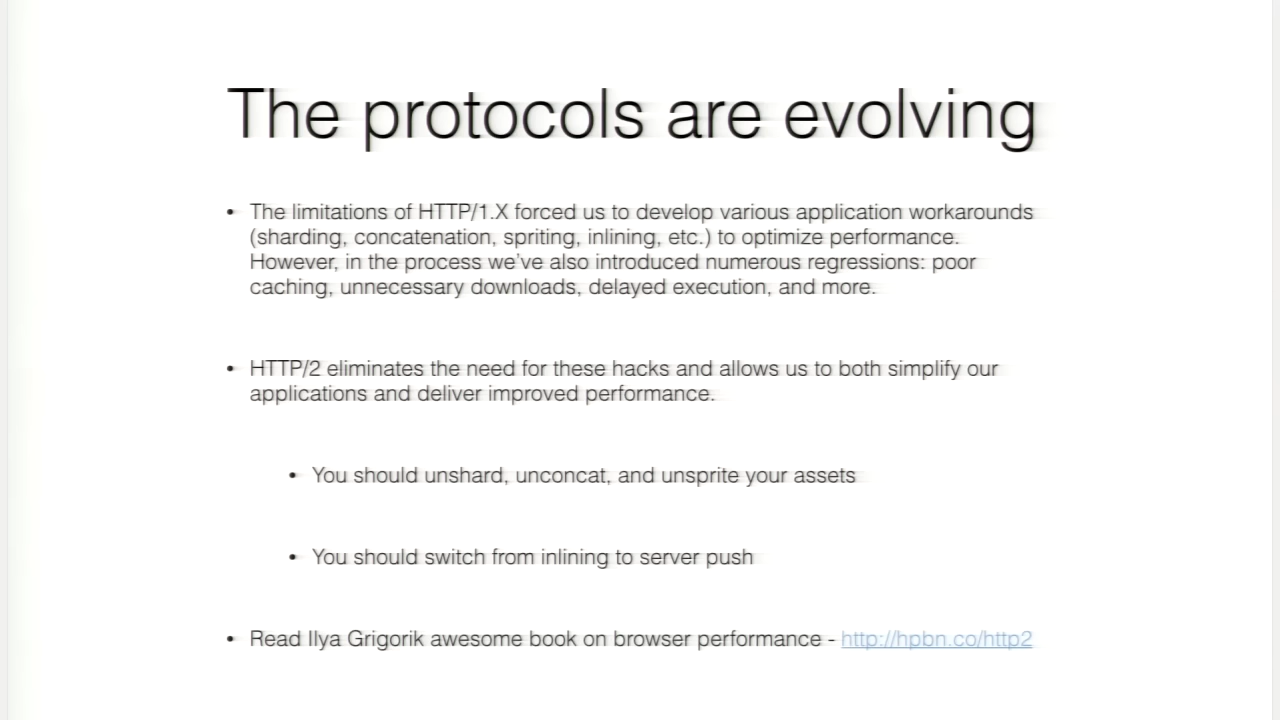 The protocols are evolving
• The limitations of HTTP/1.X forced us to develop various application workarounds
(sharding, concatenation, spriting, inlining, etc.) to optimize performance.
However, in the process we've also introduced numerous regressions: poor
caching, unnecessary downloads, delayed execution, and more.
• HTTP/2 eliminates the need for these hacks and allows us to both simplify our
applications and deliver improved performance.
• You should unshard, unconcat, and unsprite your assets
• You should switch from inlining to server push
• Read Ilya Grigorik awesome book on browser performance - http://hpbn.co/http2